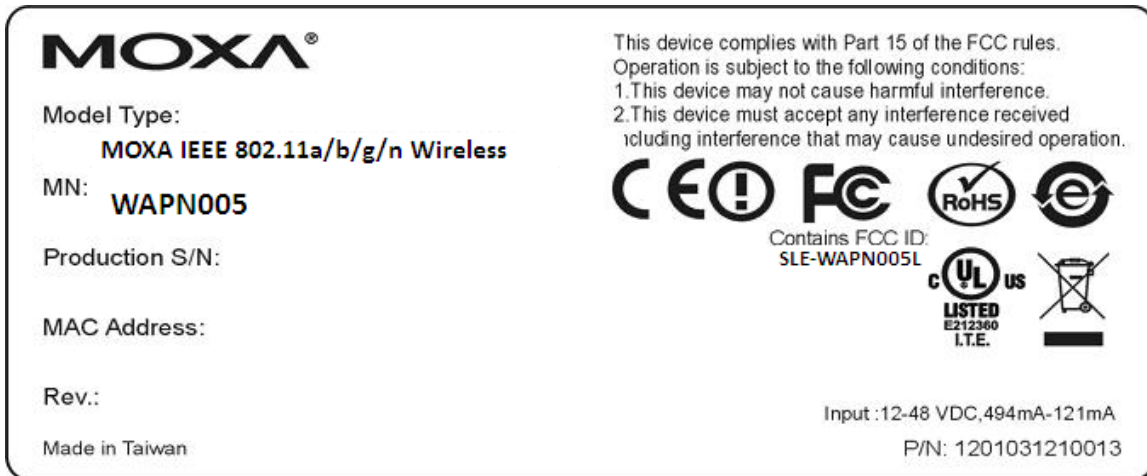 MOXA®
Model Type:
MOXA IEEE 802.11a/b/g/n Wireless
MN:
WAPN005
Production S/N:
MAC Address:
Rev.:
Made in Taiwan
This device complies with Part 15 of the FCC rules.
Operation is subject to the following conditions:
1.This device may not cause harmful interference.
2.This device must accept any interference received
ncluding interference that may cause undesired operation.
CE FC RoHS e
Contains FCC ID:
SLE-WAPN005L
C UL US
LISTED
E212360
I.T.E.
Input :12-48 VDC,494mA-121mA
P/N: 1201031210013